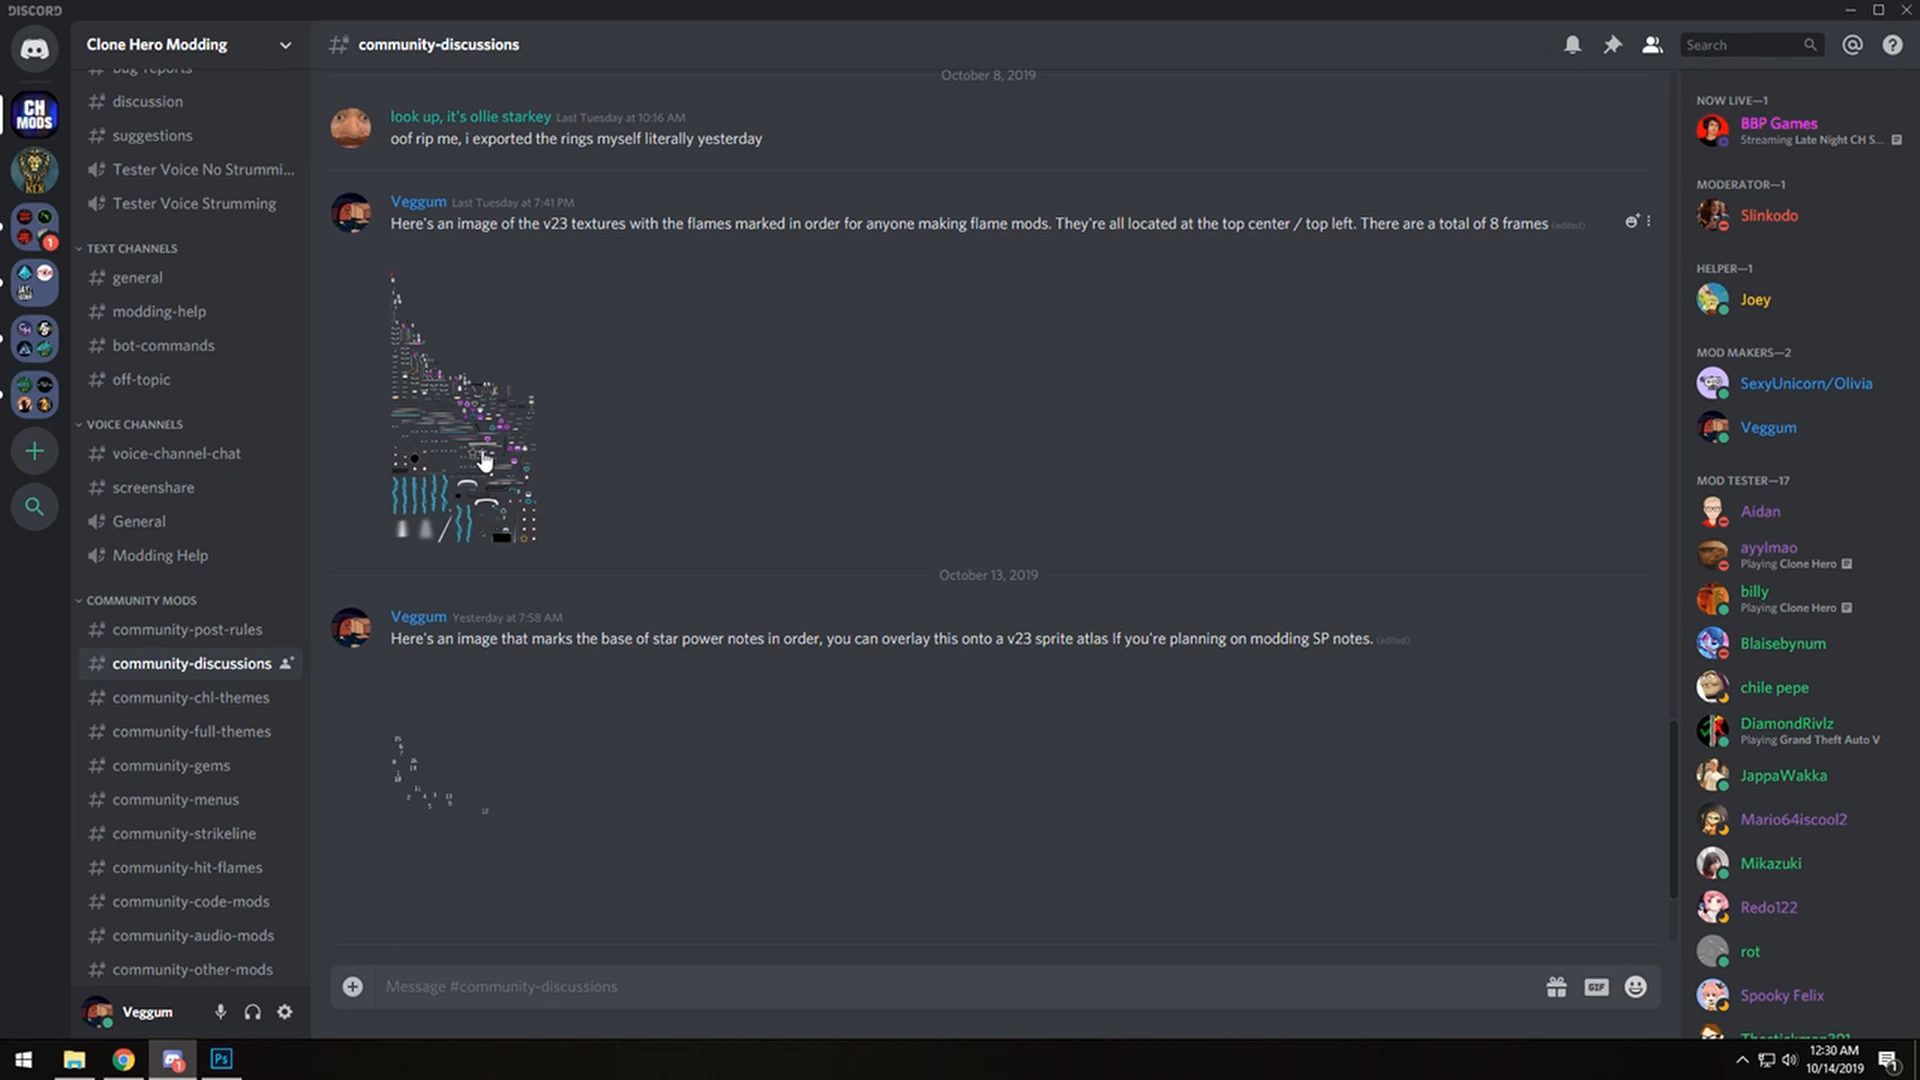 DISCORD
Clone Hero Modding
bug-reports
discussion
suggestions
Tester Voice No Strummi...
Tester Voice Strumming
TEXT CHANNELS
general
modding-help
bot-commands
off-topic
VOICE CHANNELS
voice-channel-chat
screenshare
General
Modding Help
COMMUNITY MODS
community-post-rules
community-discussions
community-chl-themes
community-full-themes
community-gems
community-menus
community-strikeline
community-hit-flames
community-code-mods
community-audio-mods
community-other-mods
Veggum
CH
MODS
1
community-discussions
Search
October 8, 2019
look up, it's ollie starkey Last Tuesday at 10:16 AM
oof rip me, i exported the rings myself literally yesterday
Veggum Last Tuesday at 7:41 PM
Here's an image of the v23 textures with the flames marked in order for anyone making flame mods. They're all located at the top center / top left. There are a total of 8 frames (edited)
October 13, 2019
Veggum Yesterday at 7:58 AM
Here's an image that marks the base of star power notes in order, you can overlay this onto a v23 sprite atlas If you're planning on modding SP notes. (edited)
Message #community-discussions
GIF
NOW LIVE—1
BBP Games
Streaming Late Night CH S...
MODERATOR—1
Slinkodo
HELPER—1
Joey
MOD MAKERS—2
SexyUnicorn/Olivia
Veggum
MOD TESTER—17
Aidan
ayylmao
Playing Clone Hero
billy
Playing Clone Hero
Blaisebynum
chile pepe
DiamondRivlz
Playing Grand Theft Auto V
JappaWakka
Mario64iscool2
Mikazuki
Redo122
rot
Spooky Felix
Ps
1
12:30 AM
10/14/2019
1